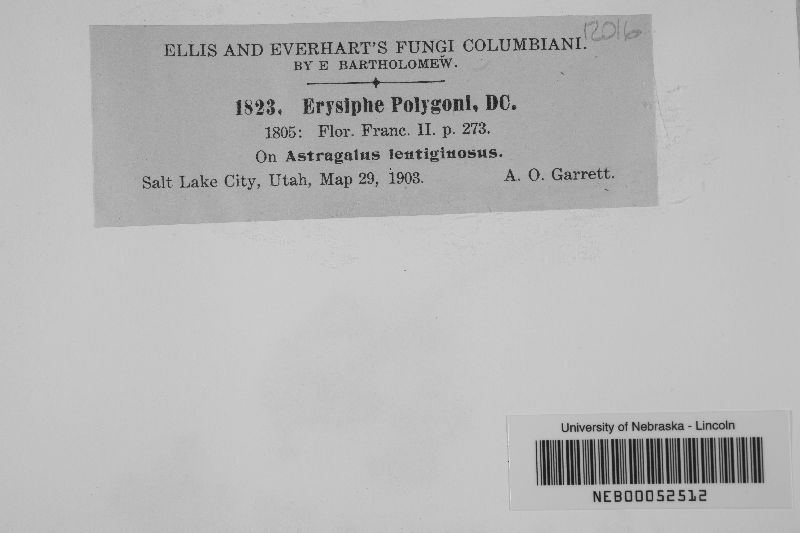 12016
ELLIS AND EVERHART'S FUNGI COLUMBIANI.
BY E BARTHOLOMEW.
1823. Erysiphe Polygoni, DC.
1805: Flor. Franc. II. p. 273.
On Astragalus lentiginosus.
Salt Lake City, Utah, Map 29, 1903. A. O. Garrett.
University of Nebraska - Lincoln
NEB00052512